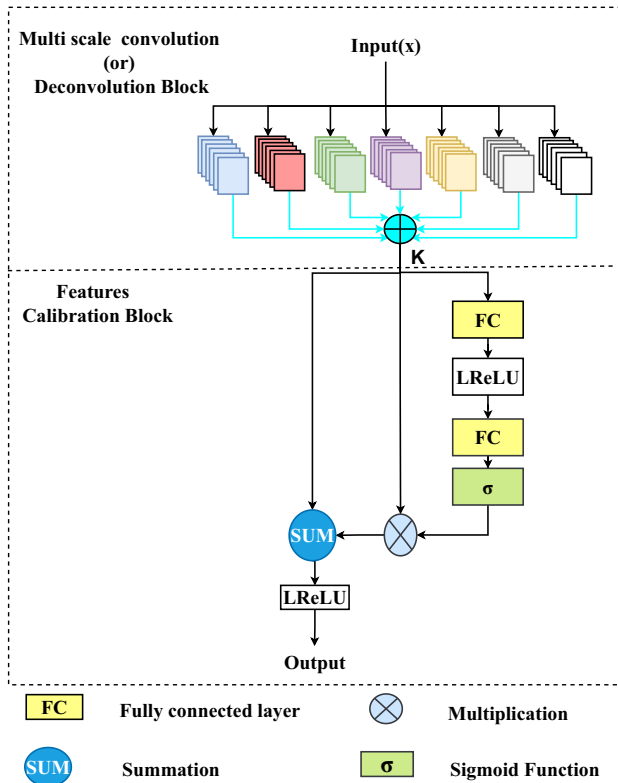 Multi scale convolution
(or)
Deconvolution Block
Input(x)
K
Features
Calibration Block
FC
LReLU
FC
σ
SUM
LReLU
Output
FC Fully connected layer
Multiplication
SUM Summation
σ Sigmoid Function